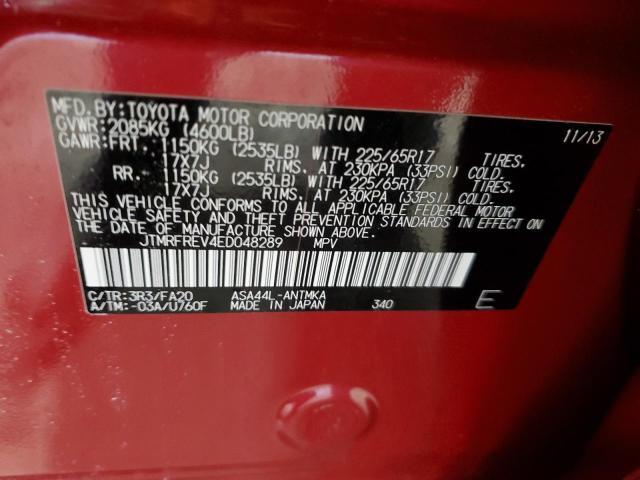 MFD.BY:TOYOTA MOTOR CORPORATION 11/13
GVWR:2085KG (4600LB)
GAWR:FRT. 1150KG (2535LB) WITH 225/65R17 TIRES,
17X7J RIMS, AT 230KPA (33PSI) COLD.
RR. 1150KG (2535LB) WITH 225/65R17 TIRES,
17X7J RIMS, AT 230KPA (33PSI) COLD.
THIS VEHICLE CONFORMS TO ALL APPLICABLE FEDERAL MOTOR
VEHICLE SAFETY AND THEFT PREVENTION STANDARDS IN EFFECT ON
THE DATE OF MANUFACTURE SHOWN ABOVE.
JTMRFREV4ED048289 MPV
C/TR:3R3/FA20 ASA44L-ANTMKA
A/TM:-03A/U760F MADE IN JAPAN 340 E